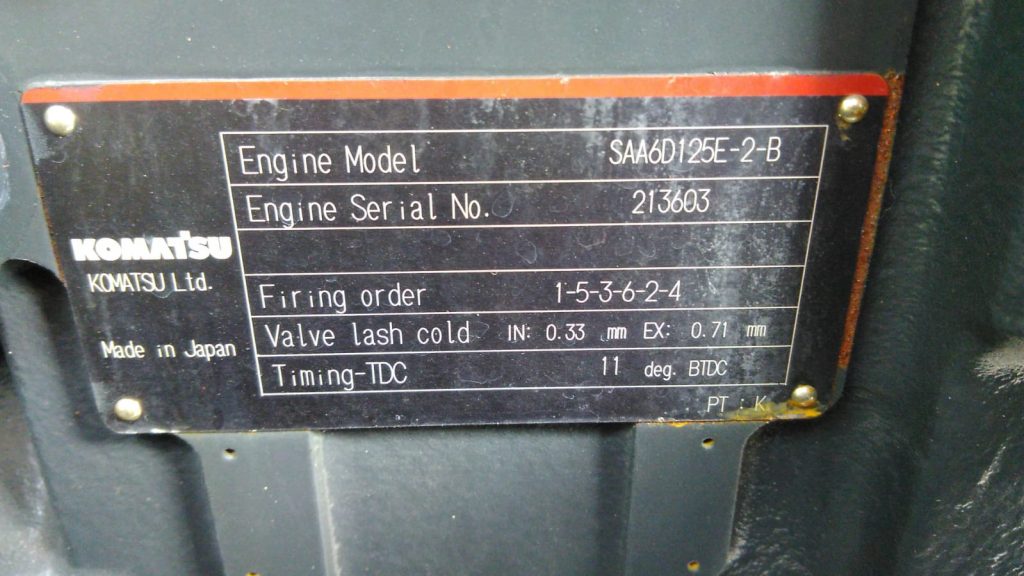 Engine Model SAA6D125E-2-B
Engine Serial No. 213603
KOMATSU
KOMATSU Ltd.
Firing order 1-5-3-6-2-4
Valve lash cold IN: 0.33 mm EX: 0.71 mm
Made in Japan
Timing-TDC 11 deg. BTDC
PT : K